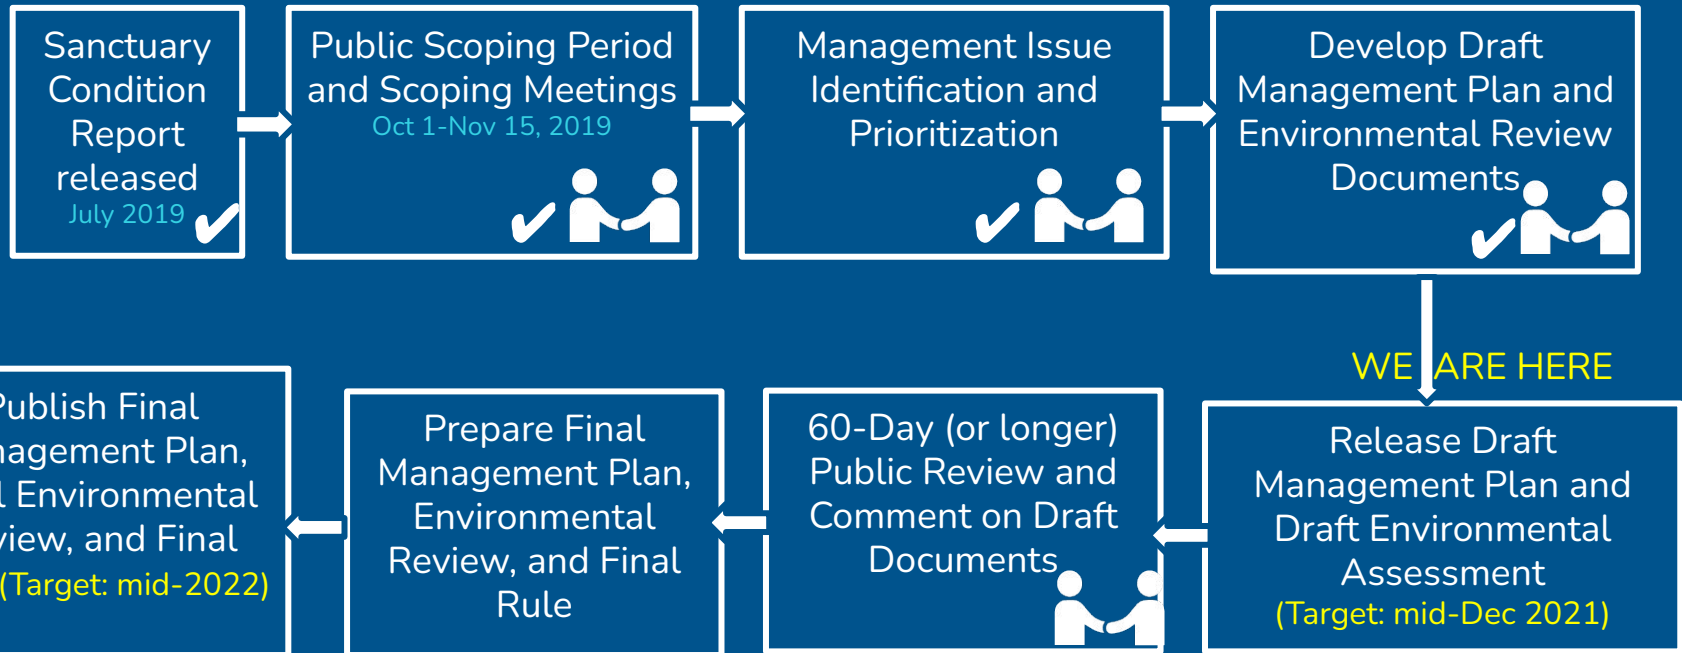 Sanctuary
Condition
Report
released
July 2019
Public Scoping Period
and Scoping Meetings
Oct 1-Nov 15, 2019
Management Issue
Identification and
Prioritization
Develop Draft
Management Plan and
Environmental Review
Documents
WE ARE HERE
Release Draft
Management Plan and
Draft Environmental
Assessment
(Target: mid-Dec 2021)
60-Day (or longer)
Public Review and
Comment on Draft
Documents
Prepare Final
Management Plan,
Environmental
Review, and Final
Rule
Publish Final
nagement Plan,
l Environmental
view, and Final
(Target: mid-2022)